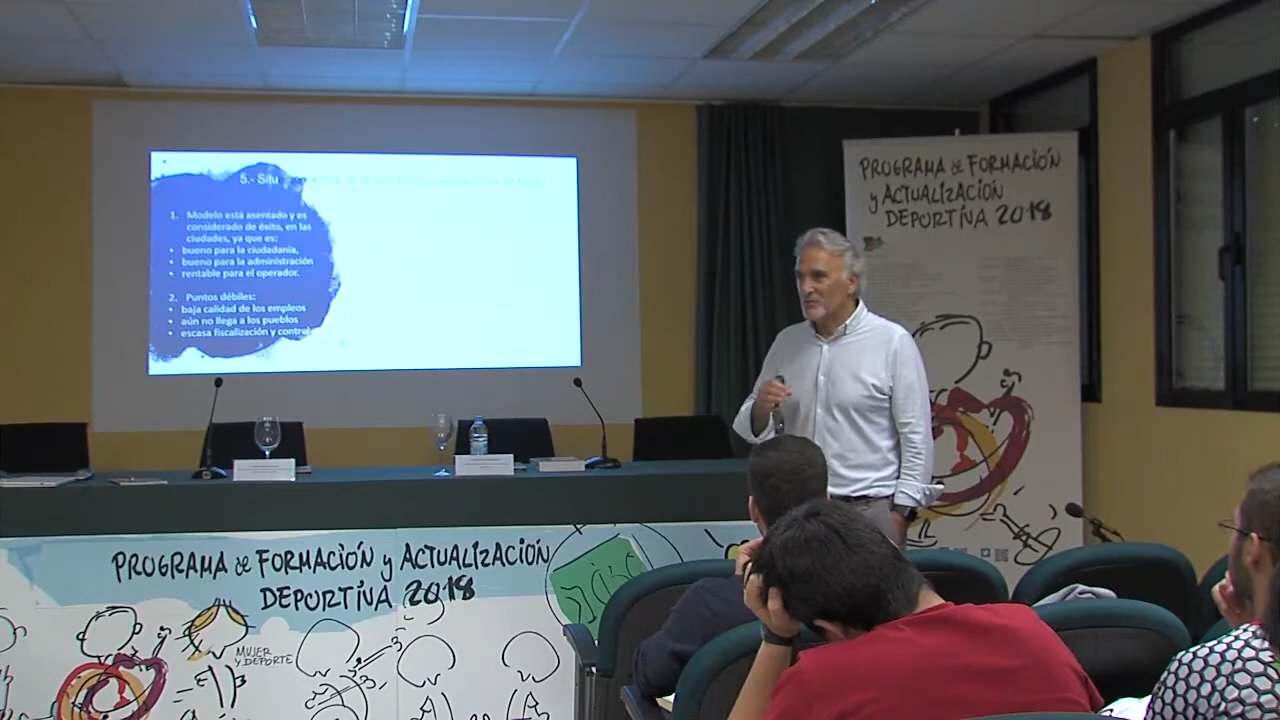 5.- Situ
1. Modelo está asentado y es
considerado de éxito, en las
ciudades, ya que es:
• bueno para la ciudadanía,
• bueno para la administración
• rentable para el operador.
2. Puntos débiles:
• baja calidad de los empleos
• aún no llega a los pueblos
• escasa fiscalización y control
PROGRAMA de FORMACIÓN
y ACTUALIZACIÓN
DEPORTIVA 2018
PROGRAMA de FORMACIÓN y ACTUALIZACIÓN
DEPORTIVA 2018
MUJER
y DEPORTE